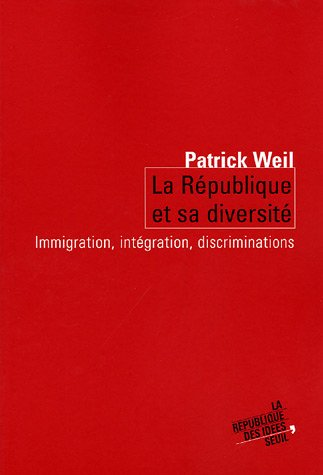 Patrick Weil
La République
et sa diversité
Immigration, intégration, discriminations
LA
RÉPUBLIQUE
DES IDÉES
SEUIL